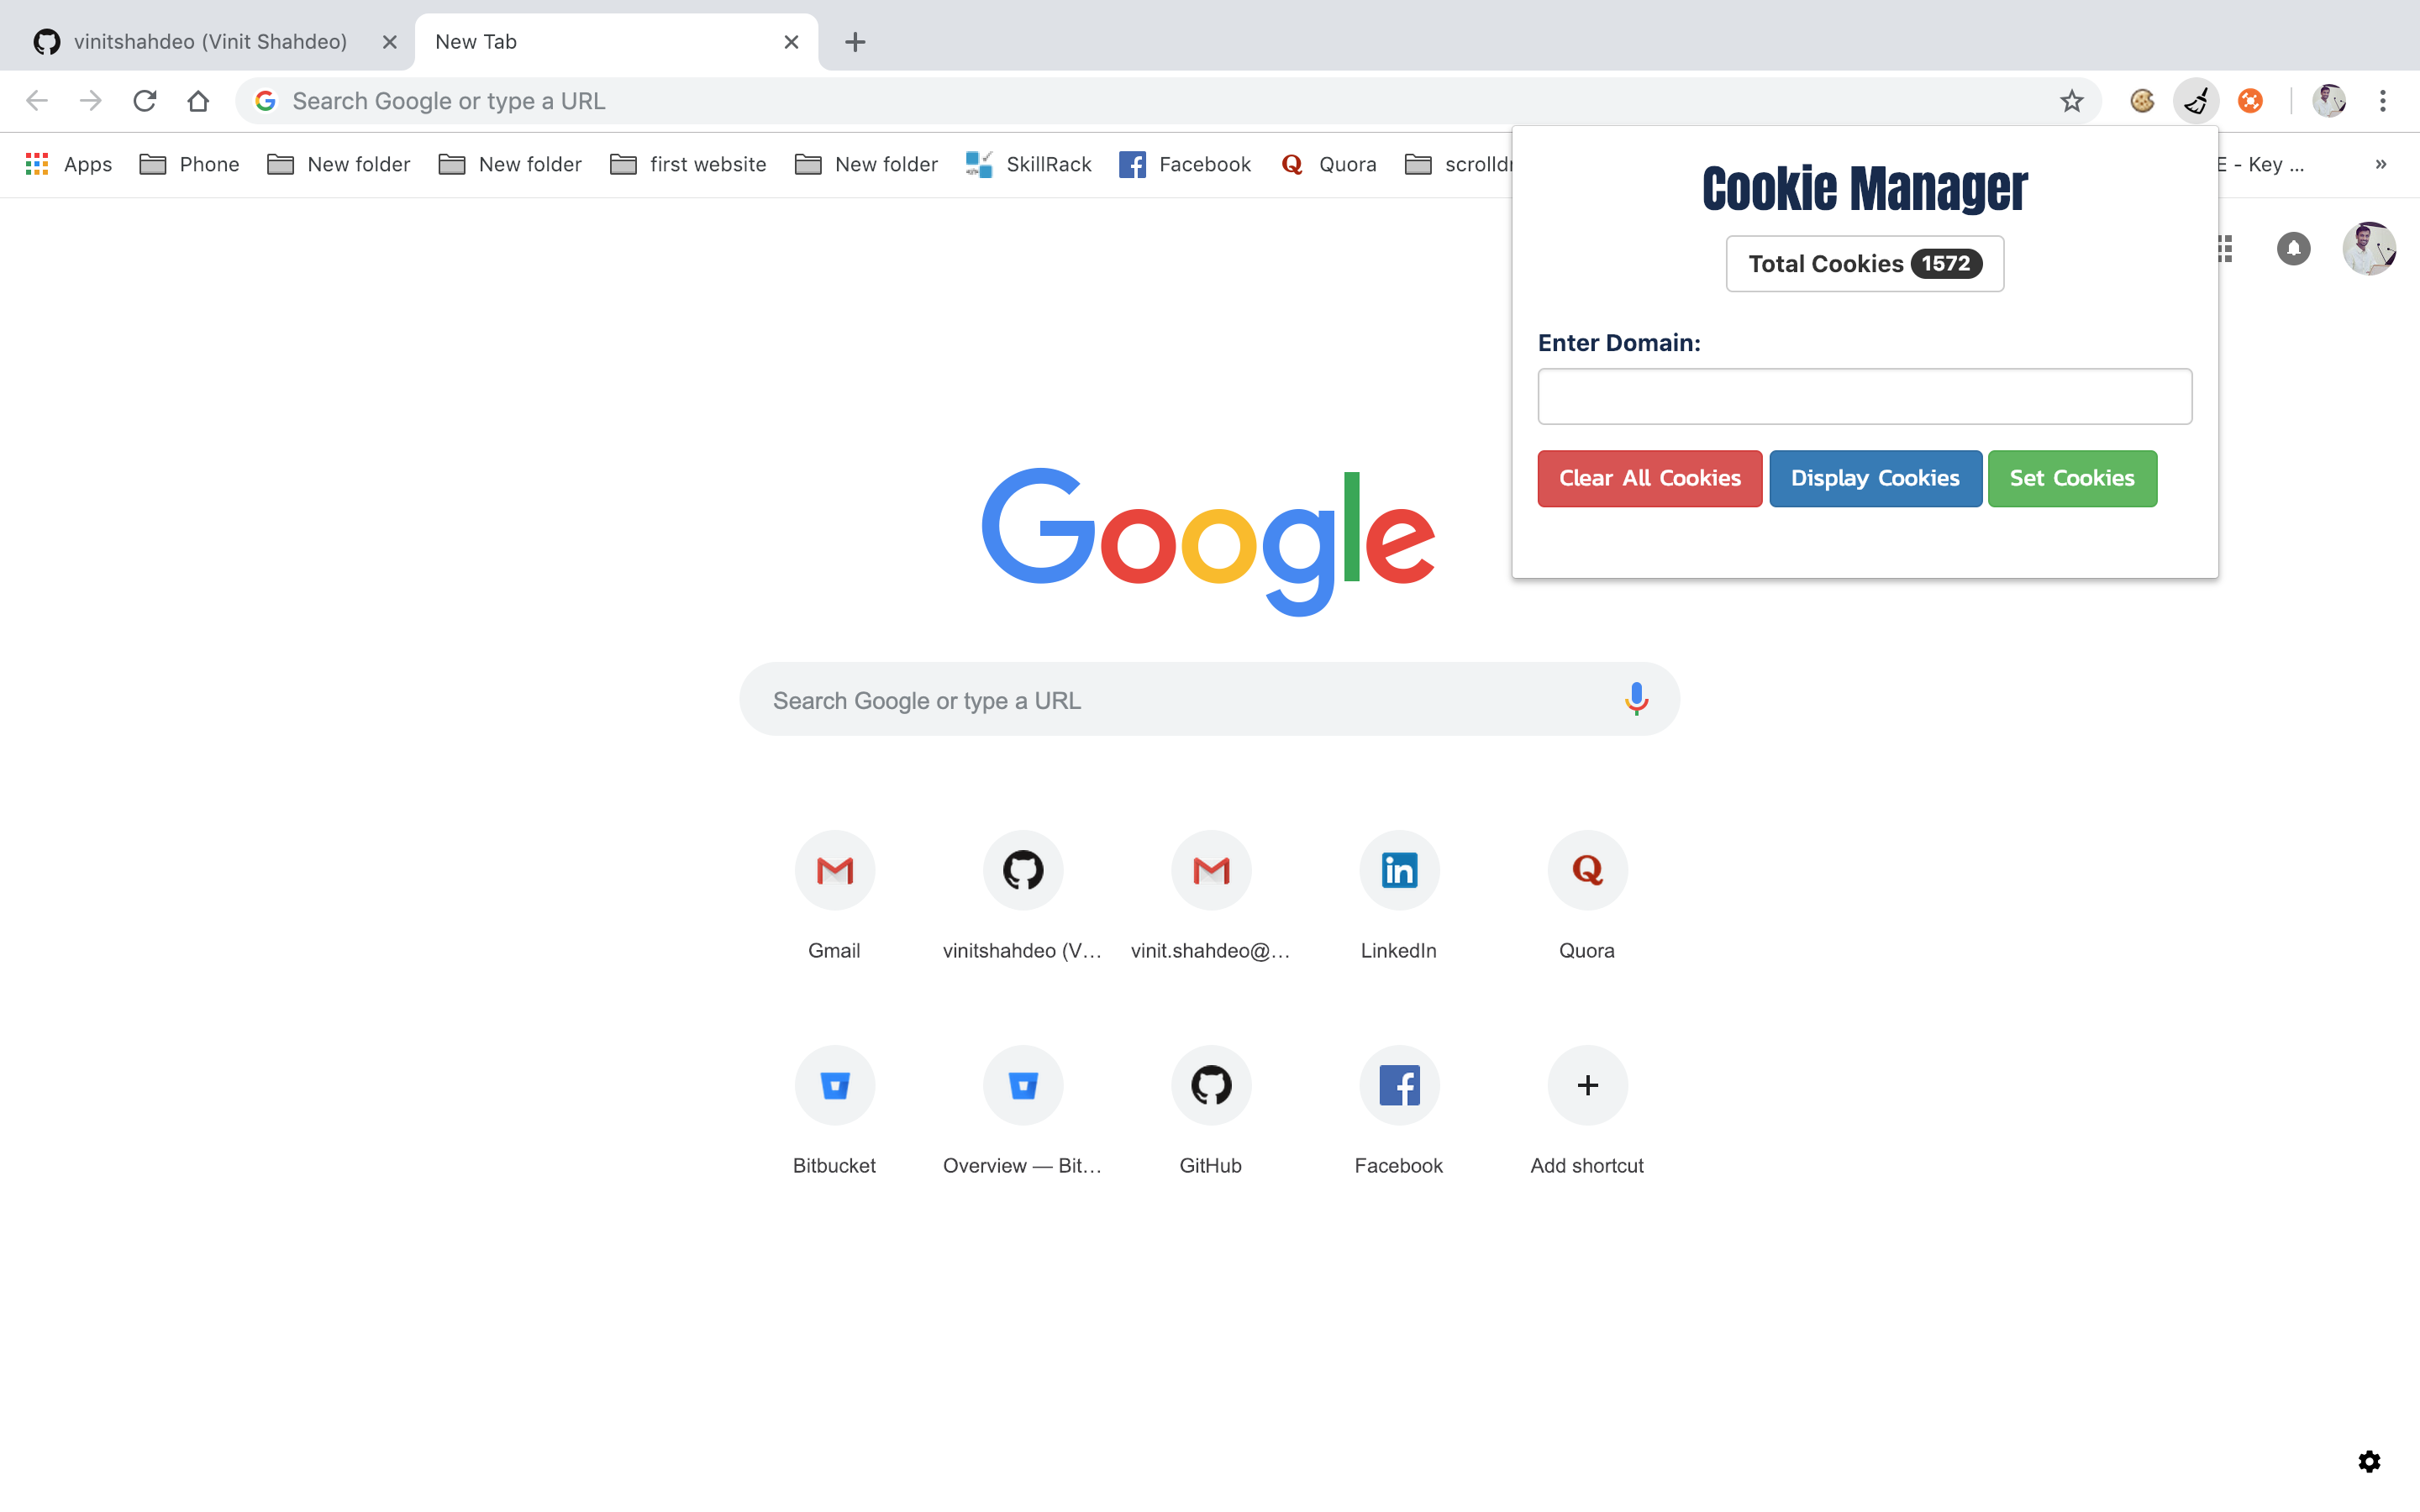 vinitshahdeo (Vinit Shahdeo)
New Tab
Search Google or type a URL
Apps
Phone
New folder
New folder
first website
New folder
SkillRack
Facebook
Quora
E - Key ...
»
Cookie Manager
Total Cookies 1572
Enter Domain:
Clear All Cookies
Display Cookies
Set Cookies
Google
Search Google or type a URL
Gmail
vinitshahdeo (V...
vinit.shahdeo@...
LinkedIn
Quora
Bitbucket
Overview — Bit...
GitHub
Facebook
Add shortcut